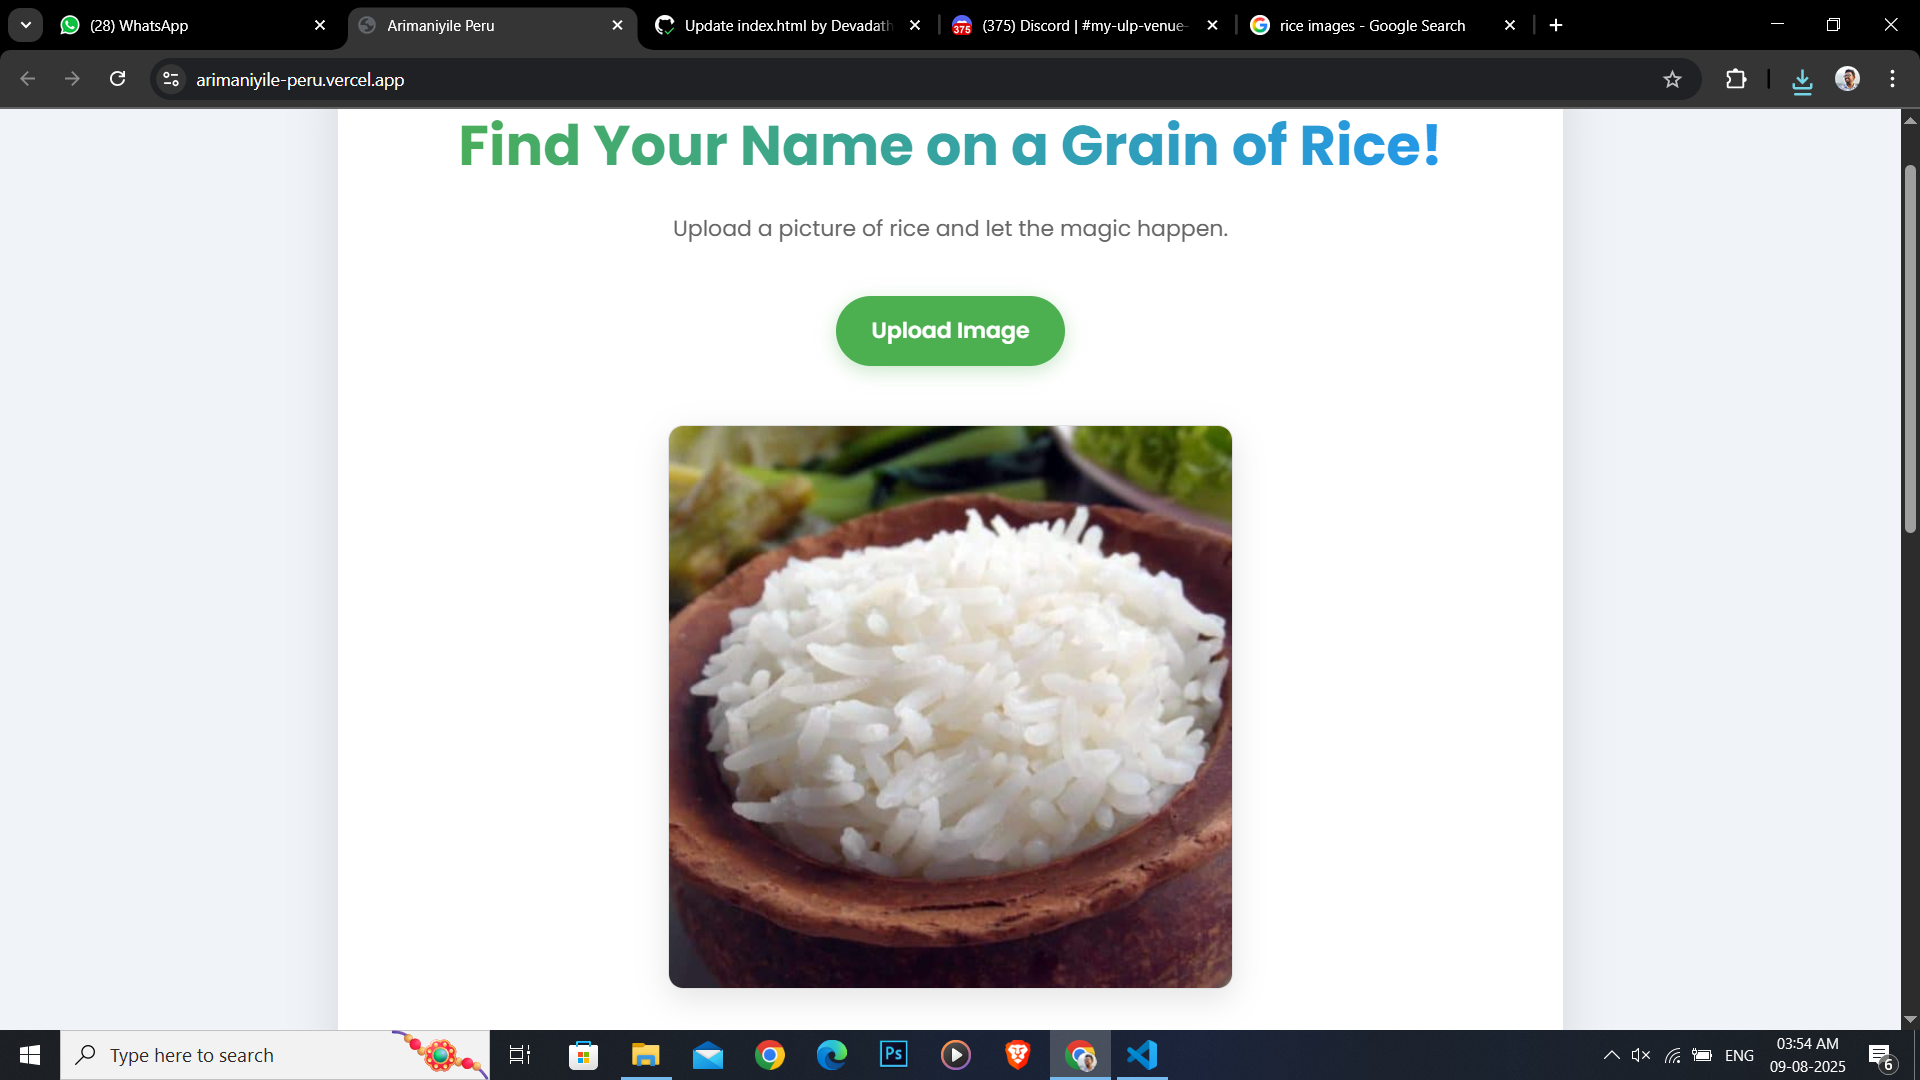 (28) WhatsApp
Arimaniyile Peru
Update index.html by Devadath
(375) Discord | #my-ulp-venue-
rice images - Google Search
arimaniyile-peru.vercel.app
Find Your Name on a Grain of Rice!
Upload a picture of rice and let the magic happen.
Upload Image
Type here to search
Ps
ENG
03:54 AM
09-08-2025
6
375